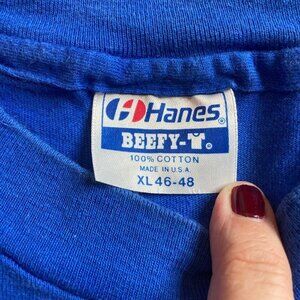 Hanes
BEEFY-T®
100% COTTON
MADE IN U.S.A.
XL 46-48